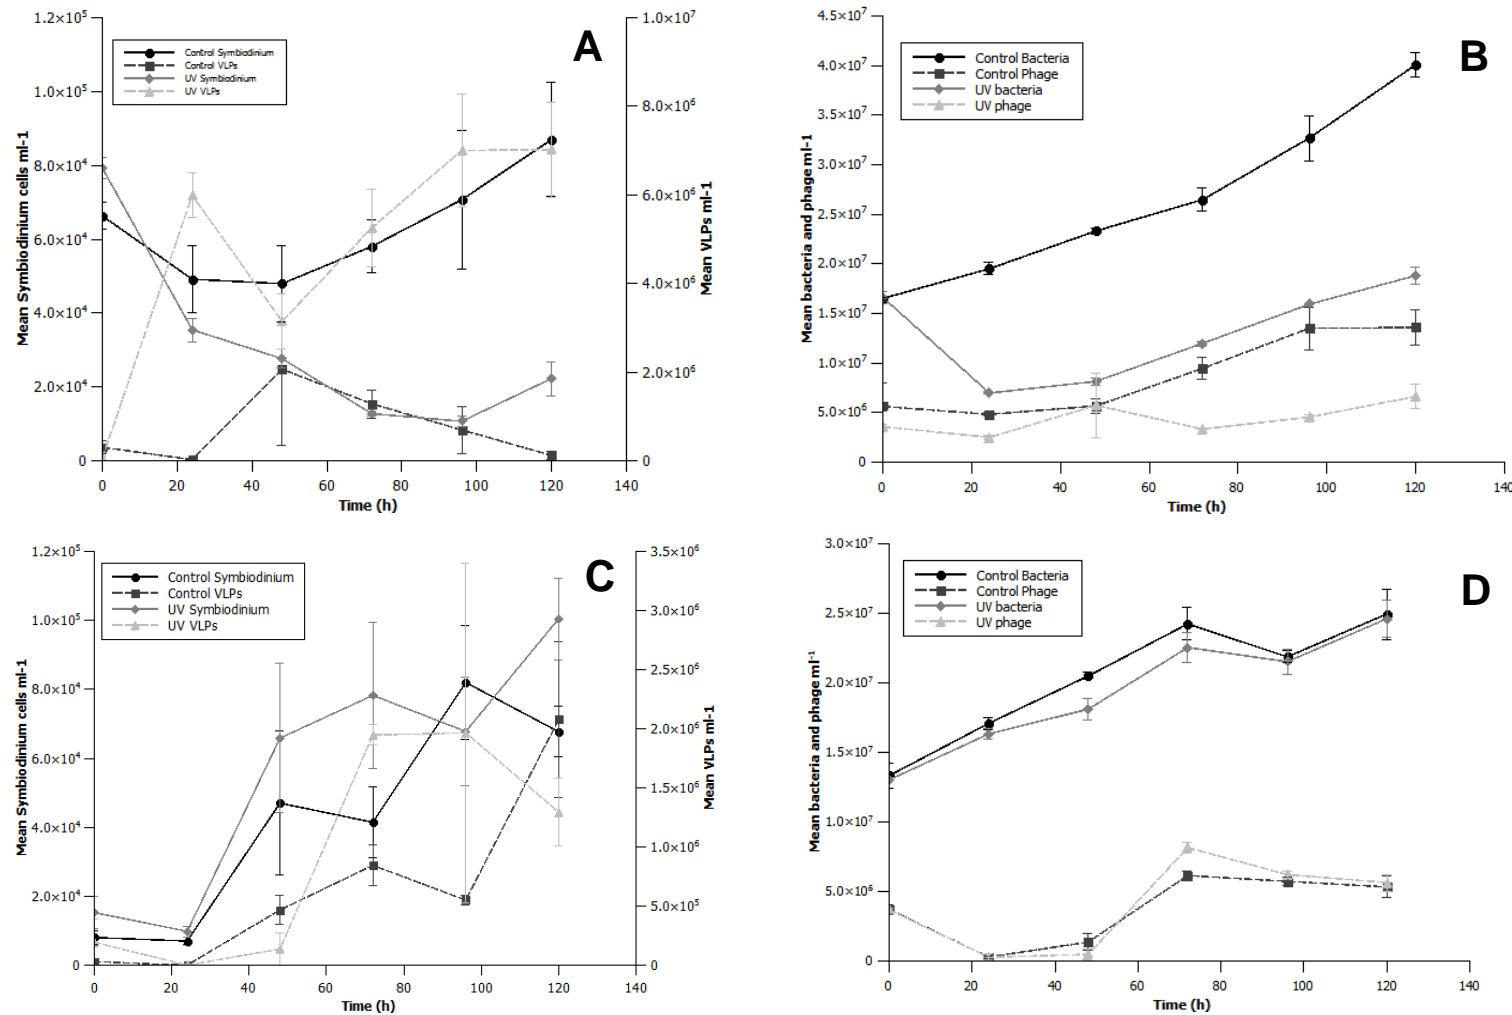 A
Control Symbiodinium
Control VLPs
UV Symbiodinium
UV VLPs
1.2×10⁵
1.0×10⁵
8.0×10⁴
6.0×10⁴
4.0×10⁴
2.0×10⁴
0
Mean Symbiodinium cells ml-1
1.0×10⁷
8.0×10⁶
6.0×10⁶
4.0×10⁶
2.0×10⁶
0
Mean VLPs ml-1
0 20 40 60 80 100 120 140
Time (h)
B
Control Bacteria
Control Phage
UV bacteria
UV phage
4.5×10⁷
4.0×10⁷
3.5×10⁷
3.0×10⁷
2.5×10⁷
2.0×10⁷
1.5×10⁷
1.0×10⁷
5.0×10⁶
0
Mean bacteria and phage ml-1
0 20 40 60 80 100 120 140
Time (h)
C
Control Symbiodinium
Control VLPs
UV Symbiodinium
UV VLPs
1.2×10⁵
1.0×10⁵
8.0×10⁴
6.0×10⁴
4.0×10⁴
2.0×10⁴
0
Mean Symbiodinium cells ml-1
3.5×10⁶
3.0×10⁶
2.5×10⁶
2.0×10⁶
1.5×10⁶
1.0×10⁶
5.0×10⁵
0
Mean VLPs ml-1
0 20 40 60 80 100 120 140
Time (h)
D
Control Bacteria
Control Phage
UV bacteria
UV phage
3.0×10⁷
2.5×10⁷
2.0×10⁷
1.5×10⁷
1.0×10⁷
5.0×10⁶
0
Mean bacteria and phage ml⁻¹
0 20 40 60 80 100 120 140
Time (h)